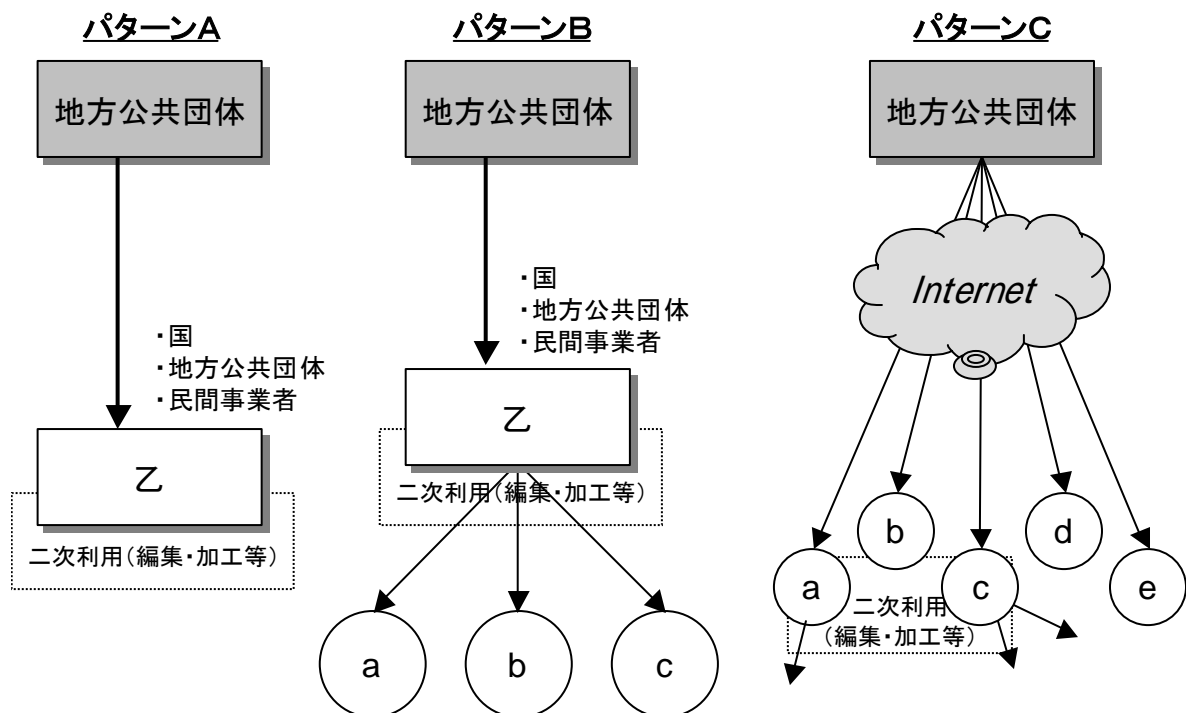 パターンA
地方公共団体
・国
・地方公共団体
・民間事業者
乙
二次利用(編集・加工等)
パターンB
地方公共団体
・国
・地方公共団体
・民間事業者
乙
二次利用(編集・加工等)
a
b
c
パターンC
地方公共団体
Internet
b
d
a
c
e
二次利用
(編集・加工等)